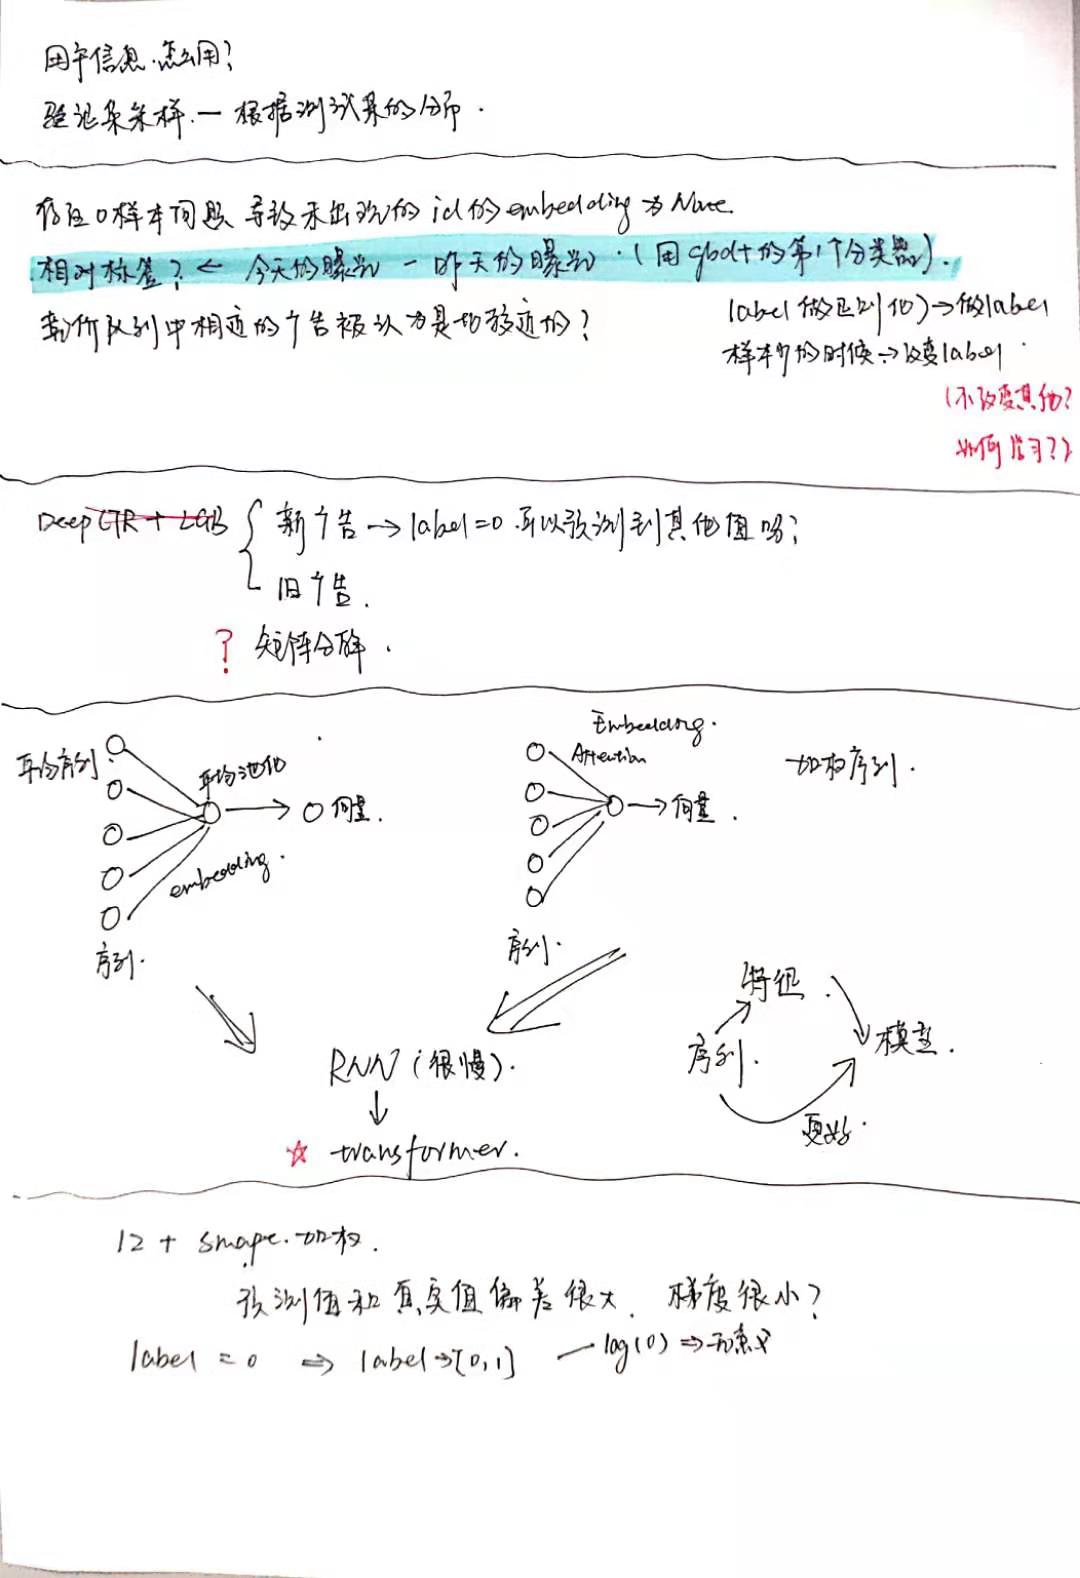 用户信息.怎么用?
验证集采样.— 根据测试集的分布.
存在0样本问题 导致未出现的id的embedding为None.
相对标签? ← 今天的曝光 — 昨天的曝光.(用gbdt的第1个分类器).
竞价队列中相近的广告被认为是比较近的?
label做区别化)→做label
样本少的时候→改变label.
(不改变其他?
如何学习??
Deep CTR + LGB
新广告→label=0.可以预测到其他值吗?
旧广告.
? 矩阵分解.
平均序列.
平均池化
→ ○ 向量.
embedding.
序列.
Embedding.
Attention
→向量.
序列.
加权序列.
RNN (很慢).
↓
☆ transformer.
特征.
序列.
模型.
更好.
12 + smape.加权.
预测值和真实值偏差很大. 梯度很小?
label = 0 ⇒ label→[0,1] — log(0) ⇒无意义